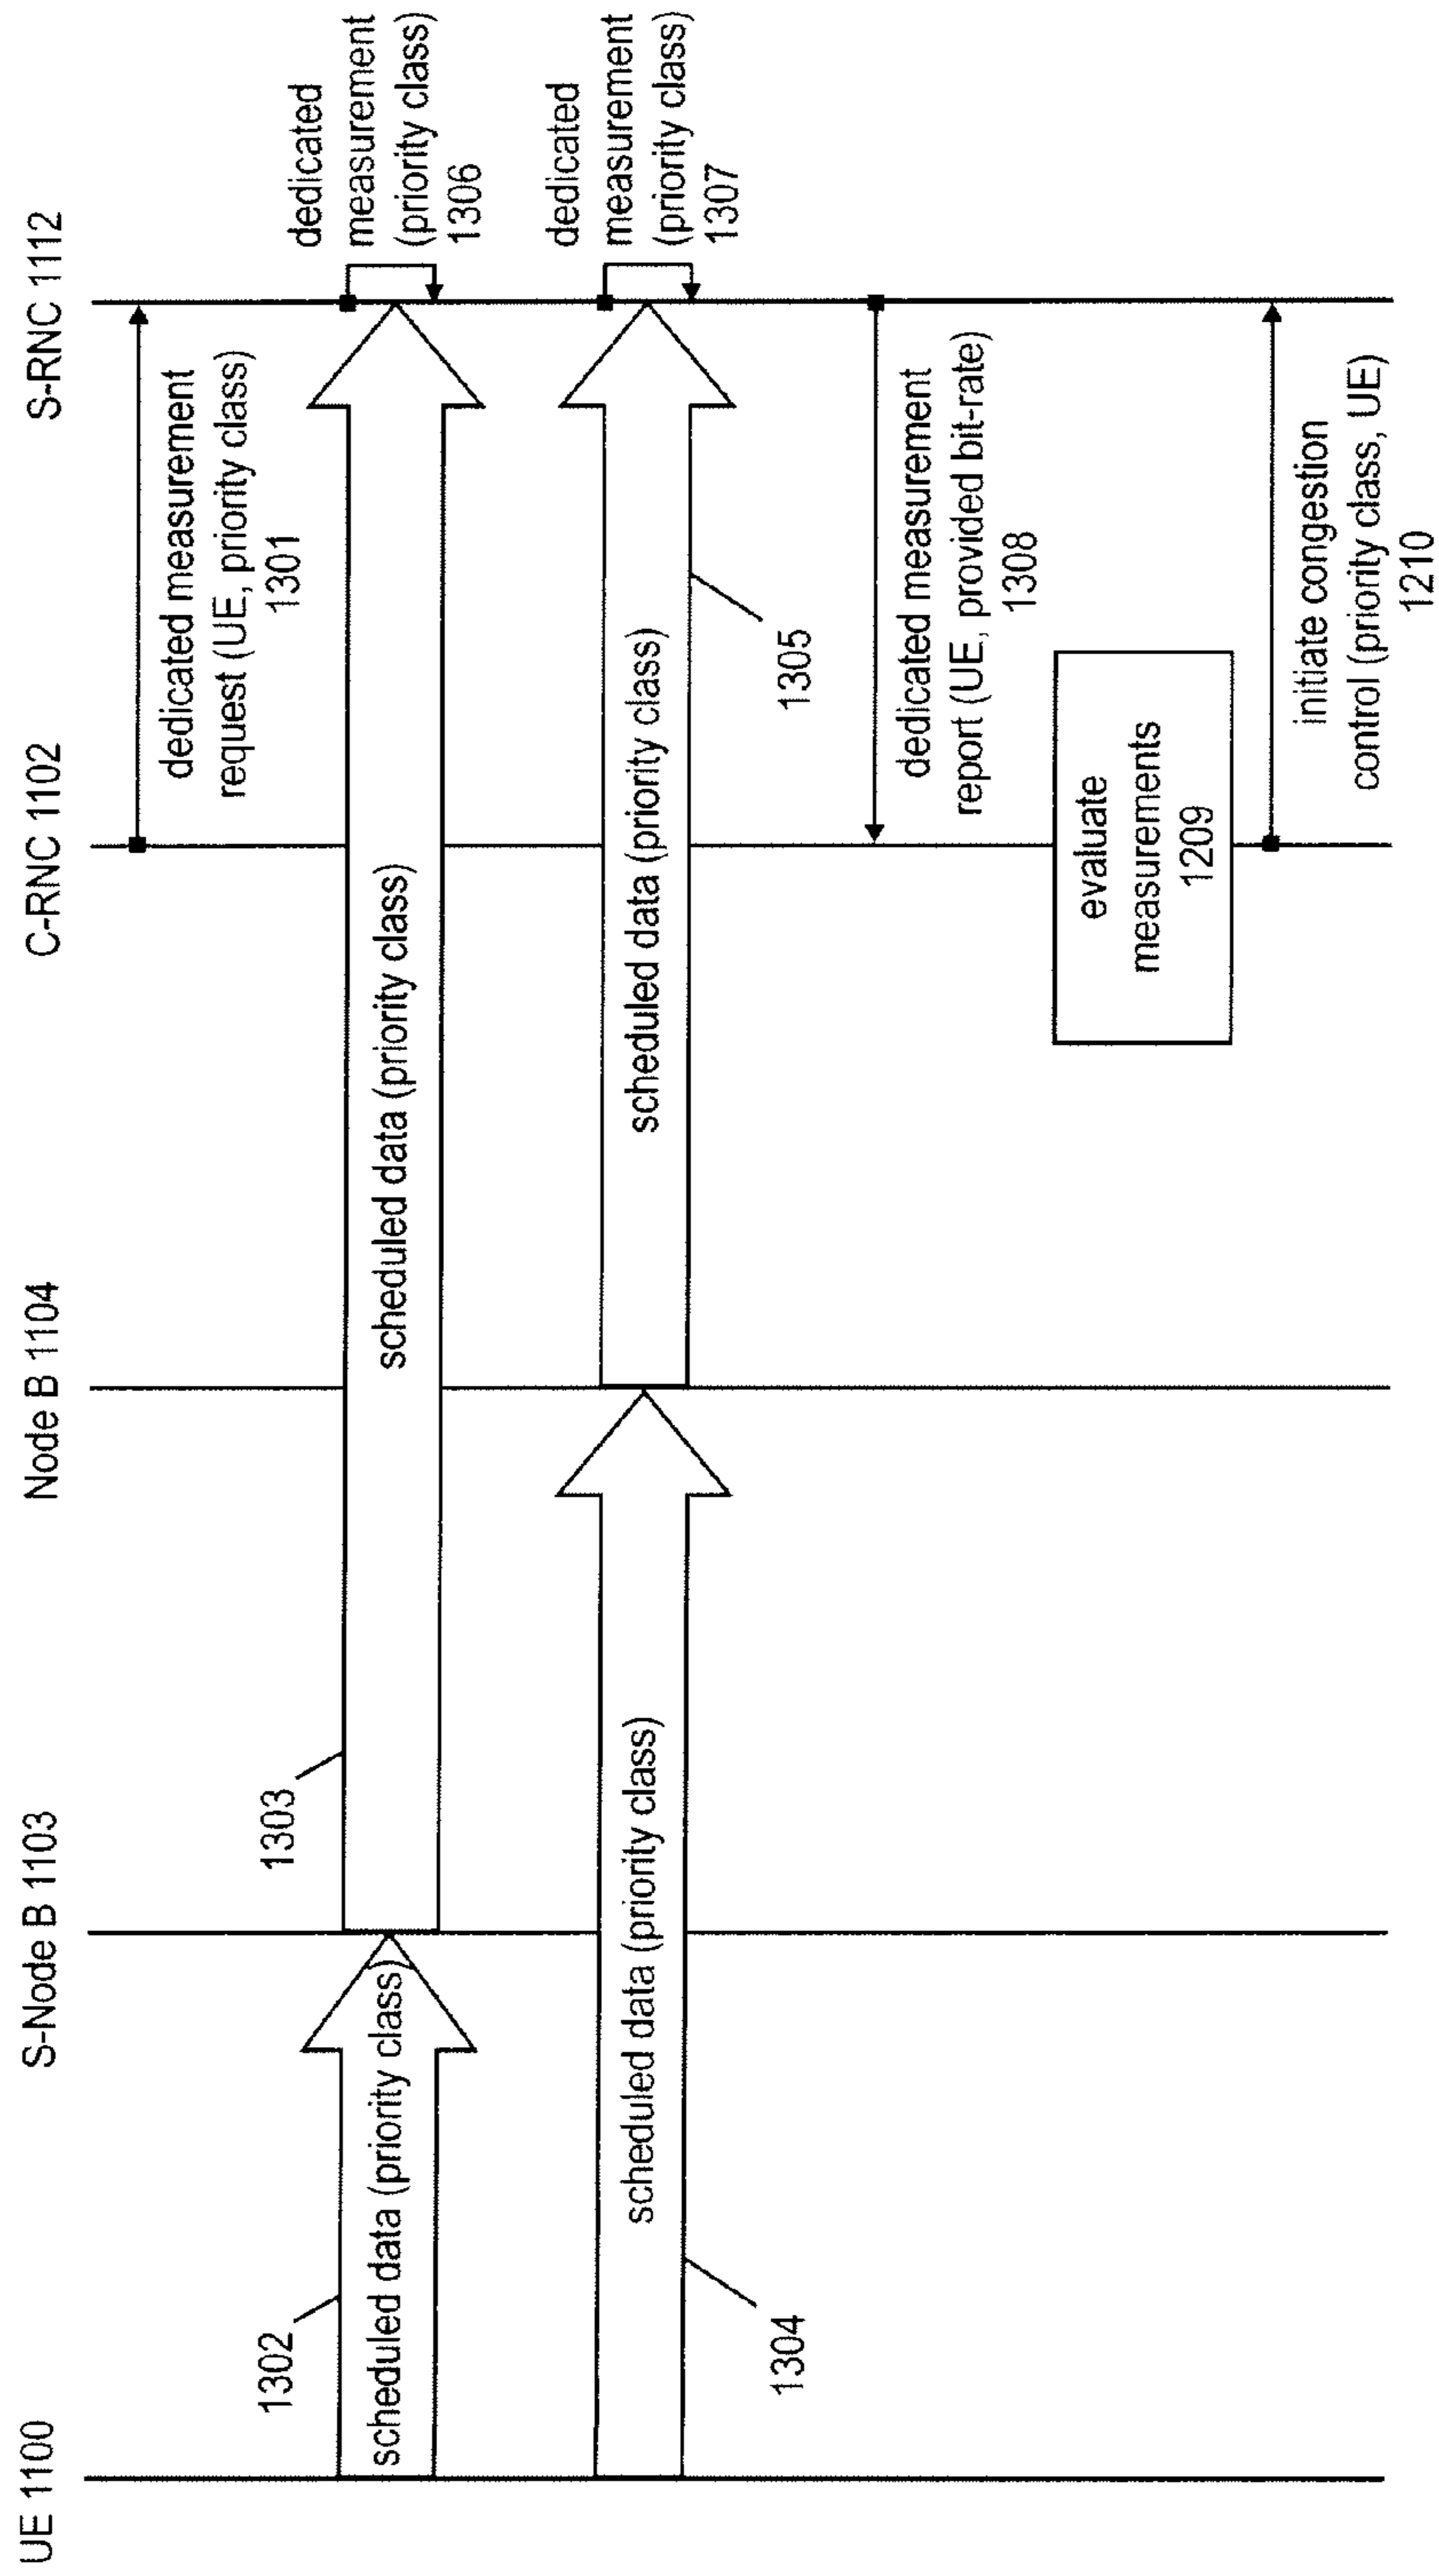 UE 1100
S-Node B 1103
Node B 1104
C-RNC 1102
S-RNC 1112
dedicated measurement
request (UE, priority class)
1301
1302
scheduled data (priority class)
1303
scheduled data (priority class)
dedicated
measurement
(priority class)
1306
scheduled data (priority class)
1304
scheduled data (priority class)
1305
dedicated
measurement
(priority class)
1307
dedicated measurement
report (UE, provided bit-rate)
1308
evaluate
measurements
1209
initiate congestion
control (priority class, UE)
1210